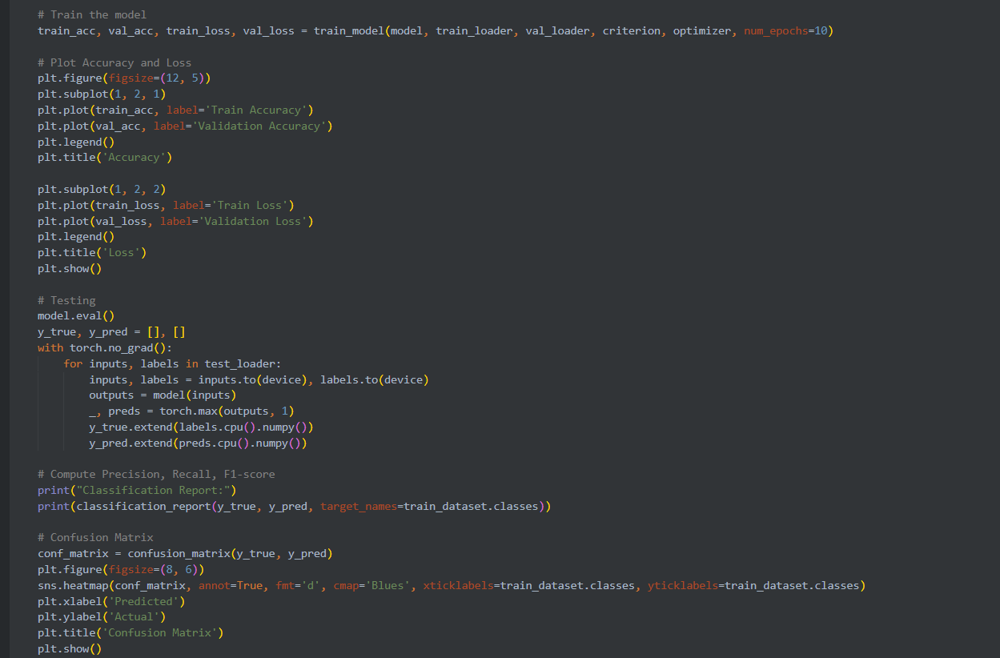 # Train the model
train_acc, val_acc, train_loss, val_loss = train_model(model, train_loader, val_loader, criterion, optimizer, num_epochs=10)

# Plot Accuracy and Loss
plt.figure(figsize=(12, 5))
plt.subplot(1, 2, 1)
plt.plot(train_acc, label='Train Accuracy')
plt.plot(val_acc, label='Validation Accuracy')
plt.legend()
plt.title('Accuracy')

plt.subplot(1, 2, 2)
plt.plot(train_loss, label='Train Loss')
plt.plot(val_loss, label='Validation Loss')
plt.legend()
plt.title('Loss')
plt.show()

# Testing
model.eval()
y_true, y_pred = [], []
with torch.no_grad():
    for inputs, labels in test_loader:
        inputs, labels = inputs.to(device), labels.to(device)
        outputs = model(inputs)
        _, preds = torch.max(outputs, 1)
        y_true.extend(labels.cpu().numpy())
        y_pred.extend(preds.cpu().numpy())

# Compute Precision, Recall, F1-score
print("Classification Report:")
print(classification_report(y_true, y_pred, target_names=train_dataset.classes))

# Confusion Matrix
conf_matrix = confusion_matrix(y_true, y_pred)
plt.figure(figsize=(8, 6))
sns.heatmap(conf_matrix, annot=True, fmt='d', cmap='Blues', xticklabels=train_dataset.classes, yticklabels=train_dataset.classes)
plt.xlabel('Predicted')
plt.ylabel('Actual')
plt.title('Confusion Matrix')
plt.show()